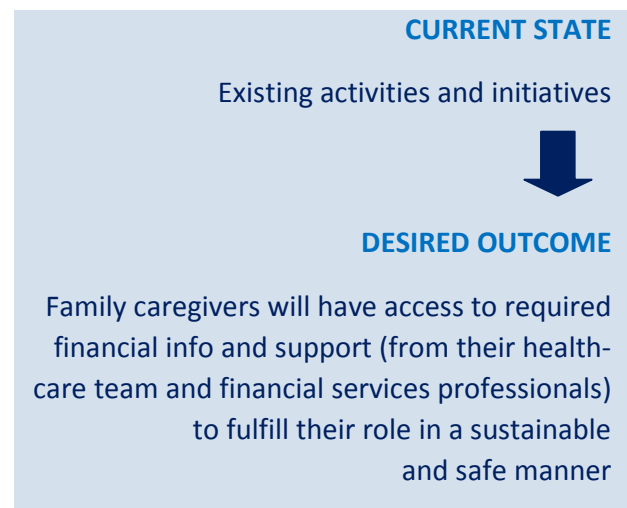 CURRENT STATE
Existing activities and initiatives
DESIRED OUTCOME
Family caregivers will have access to required
financial info and support (from their health-
care team and financial services professionals)
to fulfill their role in a sustainable
and safe manner